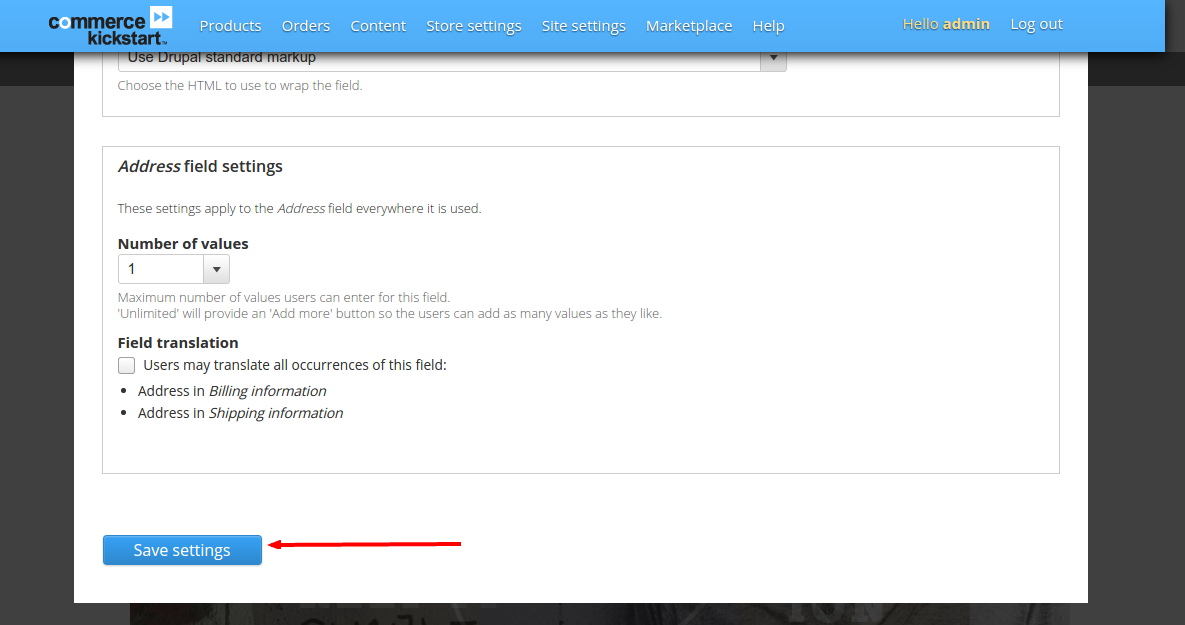 commerce
kickstart™
Products Orders Content Store settings Site settings Marketplace Help Hello admin Log out
Use Drupal standard markup
Choose the HTML to use to wrap the field.
Address field settings
These settings apply to the Address field everywhere it is used.
Number of values
1
Maximum number of values users can enter for this field.
'Unlimited' will provide an 'Add more' button so the users can add as many values as they like.
Field translation
Users may translate all occurrences of this field:
• Address in Billing information
• Address in Shipping information
Save settings